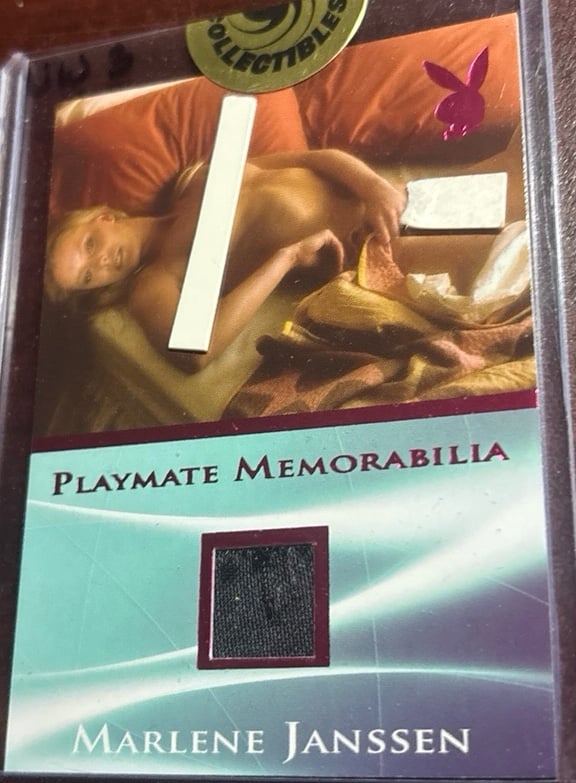 COLLECTIBLES
PLAYMATE MEMORABILIA
MARLENE JANSSEN